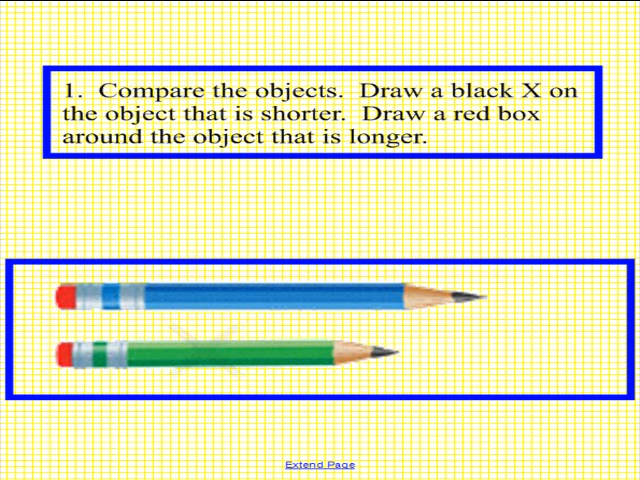 1.  Compare the objects.  Draw a black X on
the object that is shorter.  Draw a red box
around the object that is longer.
Extend Page